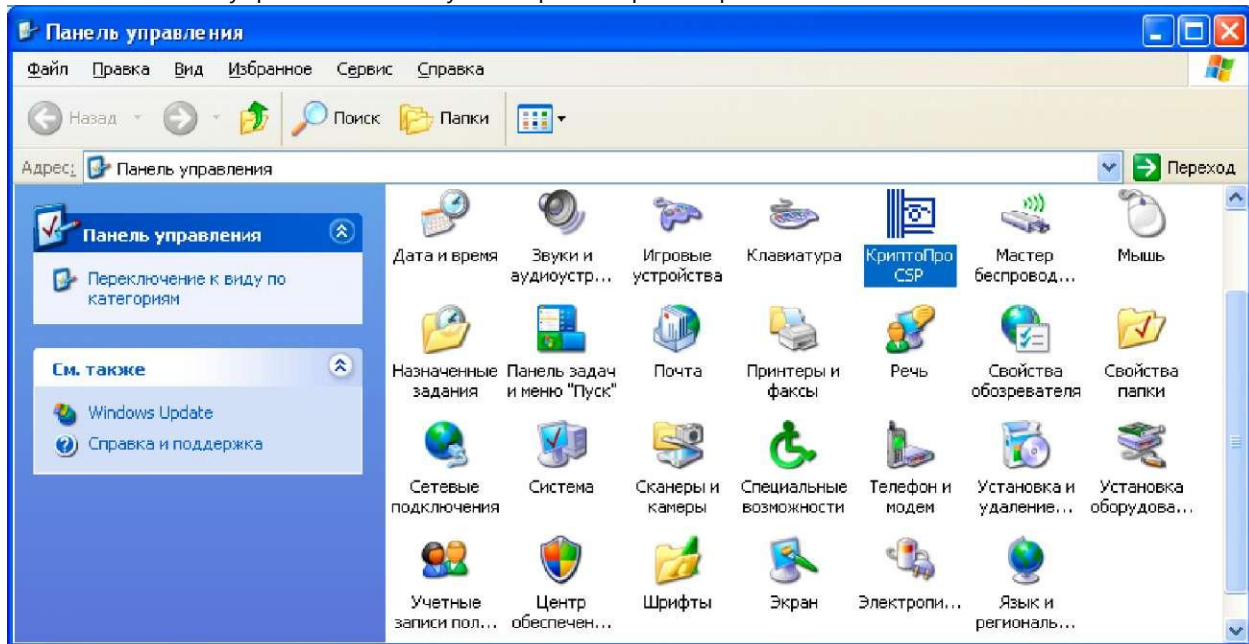 Панель управления
Файл Правка Вид Избранное Сервис Справка
Назад Поиск Папки
Адрес: Панель управления Переход
Панель управления
Переключение к виду по
категориям
См. также
Windows Update
Справка и поддержка
Дата и время Звуки и Игровые Клавиатура КриптоПро Мастер Мышь
аудиоустр... устройства CSP беспровод...
Назначенные Панель задач Почта Принтеры и Речь Свойства Свойства
задания и меню "Пуск" факсы обозревателя папки
Сетевые Система Сканеры и Специальные Телефон и Установка и Установка
подключения камеры возможности модем удаление... оборудова...
Учетные Центр Шрифты Экран Электропи... Язык и
записи пол... обеспечен... региональ...